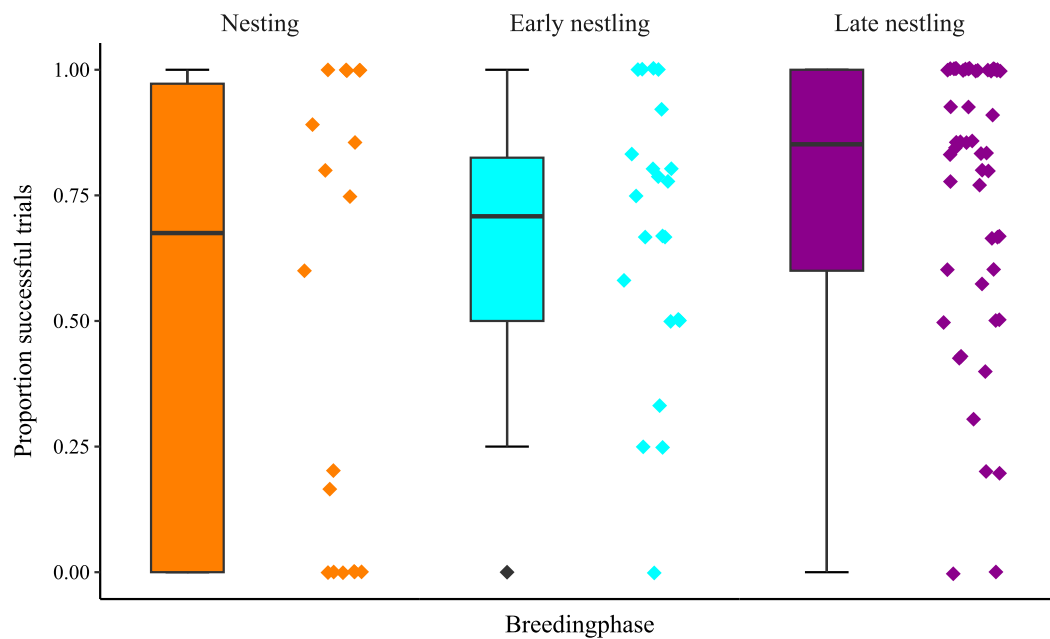 Nesting Early nestling Late nestling
Proportion successful trials
1.00
0.75
0.50
0.25
0.00
Breedingphase